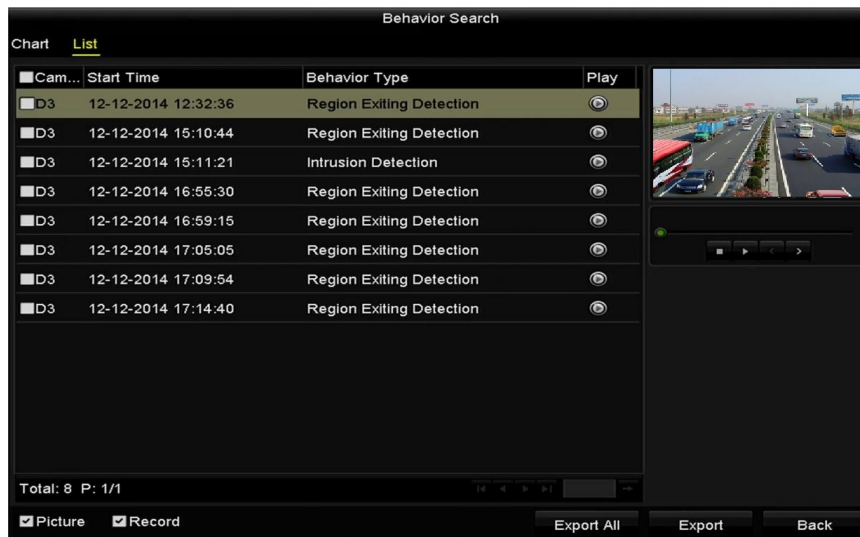 Behavior Search
Chart List
Cam... Start Time Behavior Type Play
D3 12-12-2014 12:32:36 Region Exiting Detection
D3 12-12-2014 15:10:44 Region Exiting Detection
D3 12-12-2014 15:11:21 Intrusion Detection
D3 12-12-2014 16:55:30 Region Exiting Detection
D3 12-12-2014 16:59:15 Region Exiting Detection
D3 12-12-2014 17:05:05 Region Exiting Detection
D3 12-12-2014 17:09:54 Region Exiting Detection
D3 12-12-2014 17:14:40 Region Exiting Detection
Total: 8 P: 1/1
Picture Record Export All Export Back